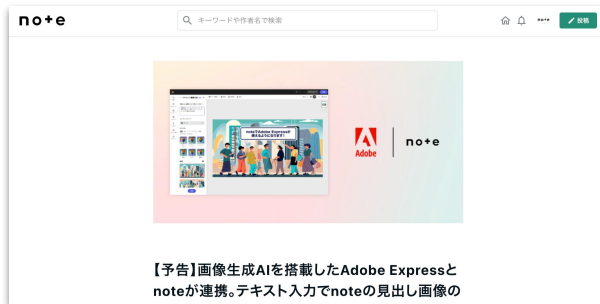 note
キーワードや作者名で検索
note
投稿
noteでAdobe Expressが
使えるようになります!
Adobe
note
【予告】画像生成AIを搭載したAdobe Expressと
noteが連携。テキスト入力でnoteの見出し画像の